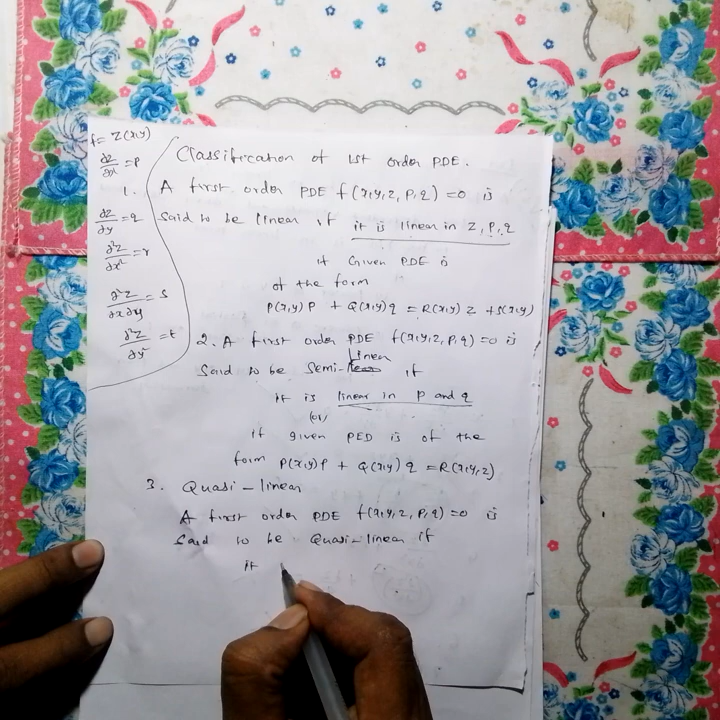 f = Z(x,y)
∂z/∂x = P
1.
∂z/∂y = q
∂²z/∂x² = r
∂²z/∂x∂y = s
∂²z/∂y² = t
Classification of 1st order PDE.
A first order PDE f(x,y,z,P,q) = 0 is
said to be linear if it is linear in z, P, q
if Given PDE is
of the form
P(x,y)P + Q(x,y)q = R(x,y) z + S(x,y)
2. A first order PDE f(x,y,z,P,q) = 0 is
Linear
said to be semi- if
it is linear in P and q
(or)
if given PED is of the
form P(x,y)P + Q(x,y) q = R(x,y,z)
3. Quasi - linear
A first order PDE f(x,y,z,P,q) = 0 is
said to be Quasi-linear if
it